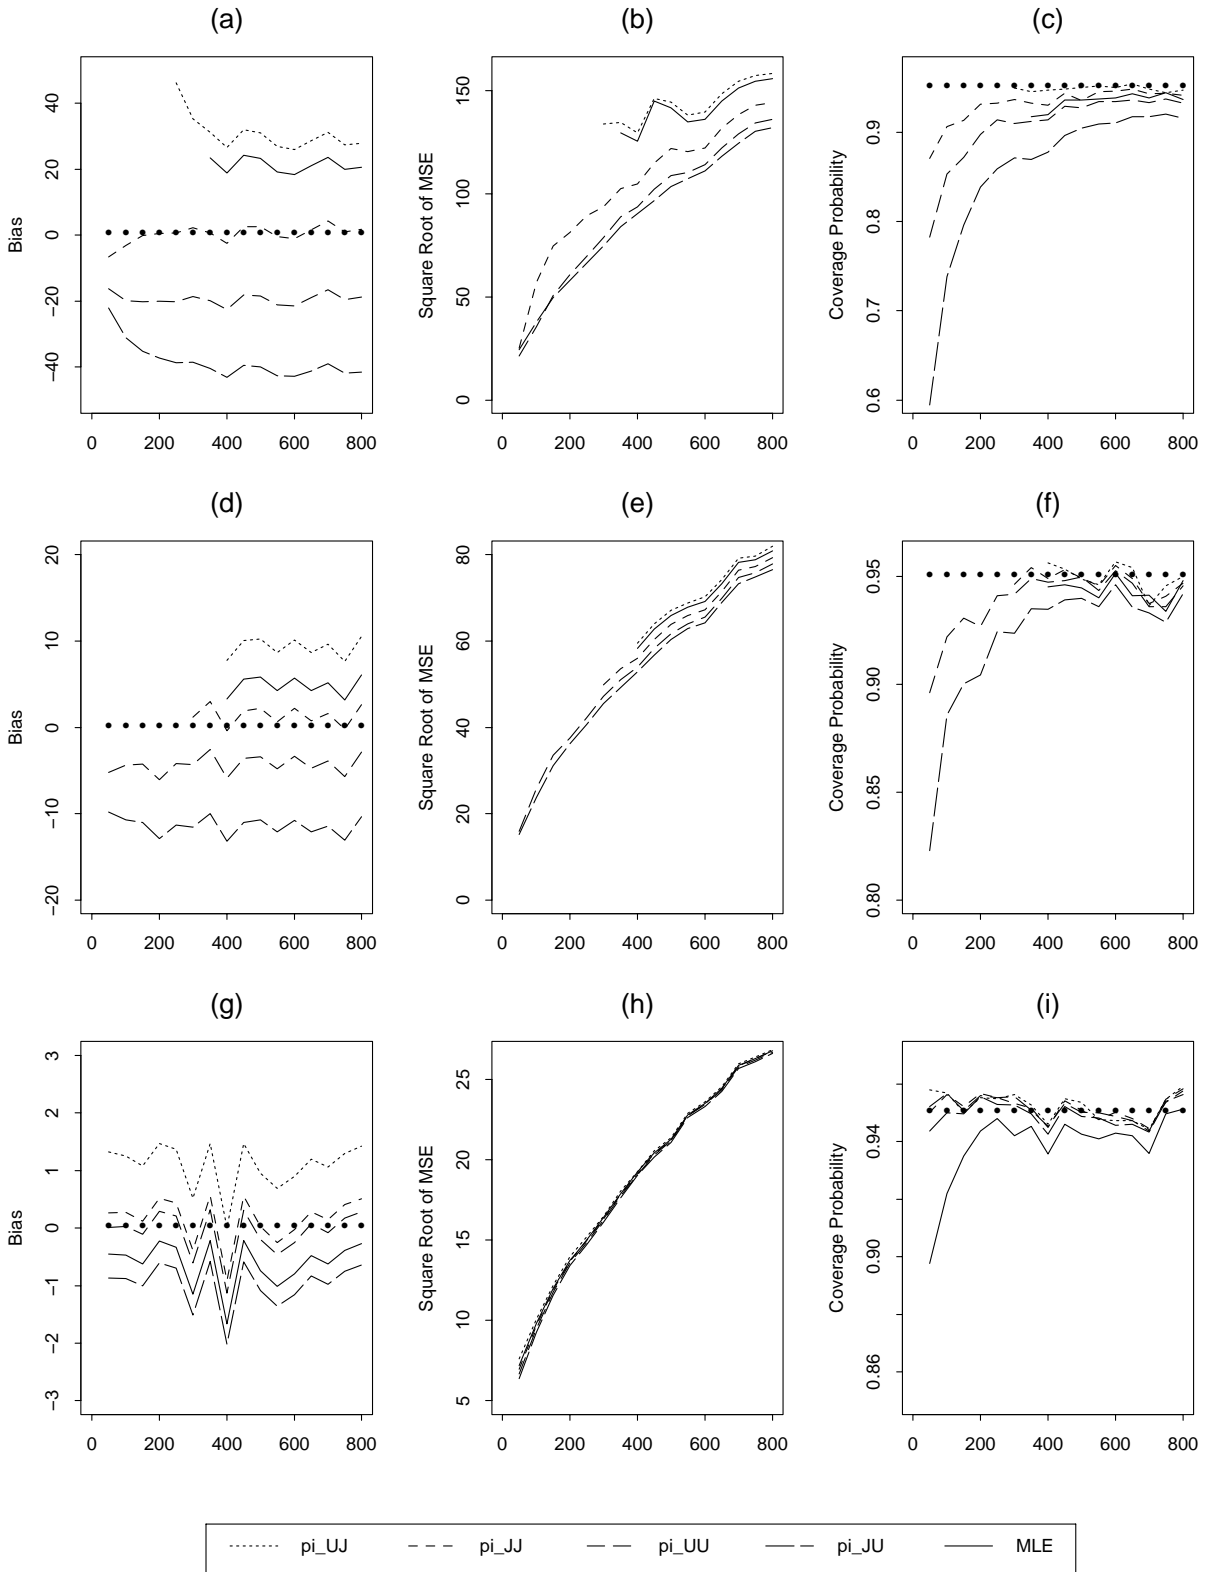 (a)
(b)
(c)
Bias
−40 −20 0 20 40
0 200 400 600 800
Square Root of MSE
0 50 100 150
0 200 400 600 800
Coverage Probability
0.6 0.7 0.8 0.9
0 200 400 600 800
(d)
(e)
(f)
Bias
−20 −10 0 10 20
0 200 400 600 800
Square Root of MSE
0 20 40 60 80
0 200 400 600 800
Coverage Probability
0.80 0.85 0.90 0.95
0 200 400 600 800
(g)
(h)
(i)
Bias
−3 −2 −1 0 1 2 3
0 200 400 600 800
Square Root of MSE
5 10 15 20 25
0 200 400 600 800
Coverage Probability
0.86 0.90 0.94
0 200 400 600 800
pi_UJ pi_JJ pi_UU pi_JU MLE